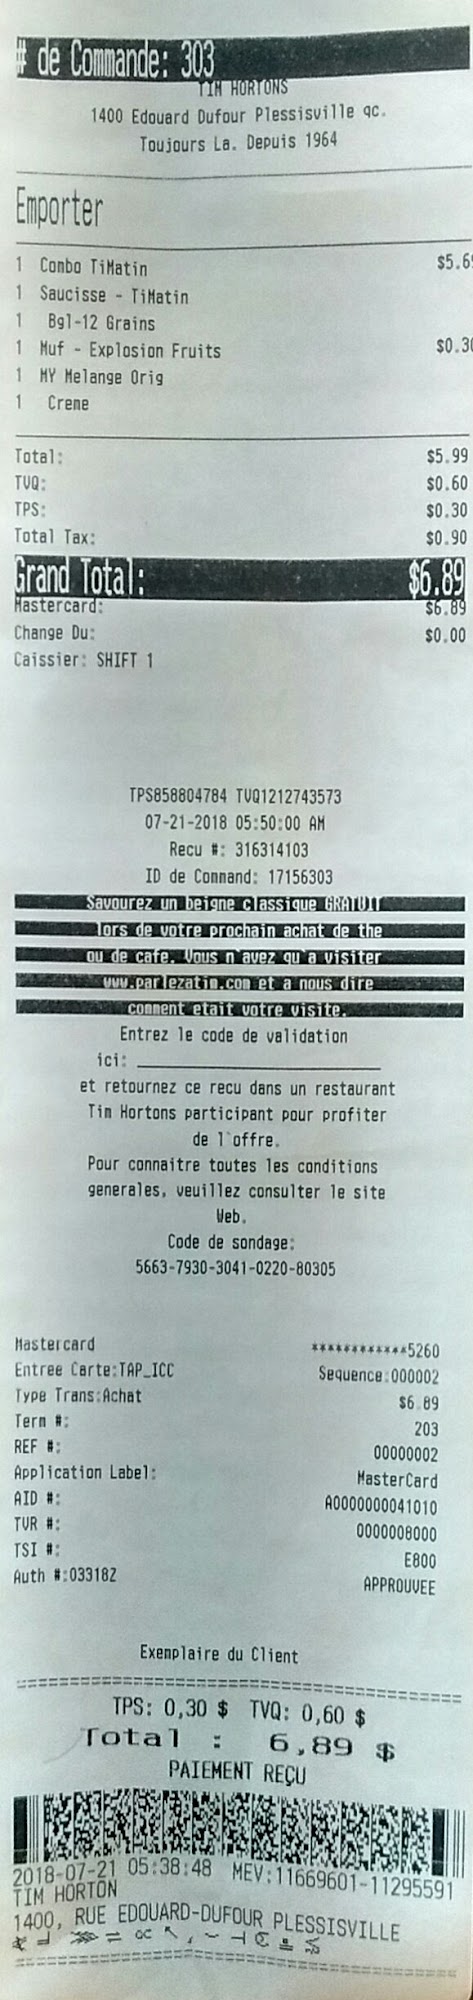 # de Commande: 303
TIM HORTONS
1400 Edouard Dufour Plessisville qc.
Toujours La. Depuis 1964
Emporter
1 Combo TiMatin $5.69
1 Saucisse - TiMatin
1 Bgl-12 Grains
1 Muf - Explosion Fruits $0.30
1 MY Melange Orig
1 Creme
Total: $5.99
TVQ: $0.60
TPS: $0.30
Total Tax: $0.90
Grand Total: $6.89
Mastercard: $6.89
Change Du: $0.00
Caissier: SHIFT 1
TPS858804784 TVQ1212743573
07-21-2018 05:50:00 AM
Recu #: 316314103
ID de Command: 17156303
Savourez un beigne classique GRATUIT
lors de votre prochain achat de the
ou de cafe. Vous n`avez qu`a visiter
www.parlezatim.com et a nous dire
comment etait votre visite.
Entrez le code de validation
ici: ____________________
et retournez ce recu dans un restaurant
Tim Hortons participant pour profiter
de l`offre.
Pour connaitre toutes les conditions
generales, veuillez consulter le site
Web.
Code de sondage:
5663-7930-3041-0220-80305
Mastercard ************5260
Entree Carte:TAP_ICC Sequence:000002
Type Trans:Achat $6.89
Term #: 203
REF #: 00000002
Application Label: MasterCard
AID #: A0000000041010
TVR #: 0000008000
TSI #: E800
Auth #:03318Z APPROUVEE
Exemplaire du Client
TPS: 0,30 $ TVQ: 0,60 $
Total : 6,89 $
PAIEMENT REÇU
2018-07-21 05:38:48 MEV:11669601-11295591
TIM HORTON
1400, RUE EDOUARD-DUFOUR PLESSISVILLE